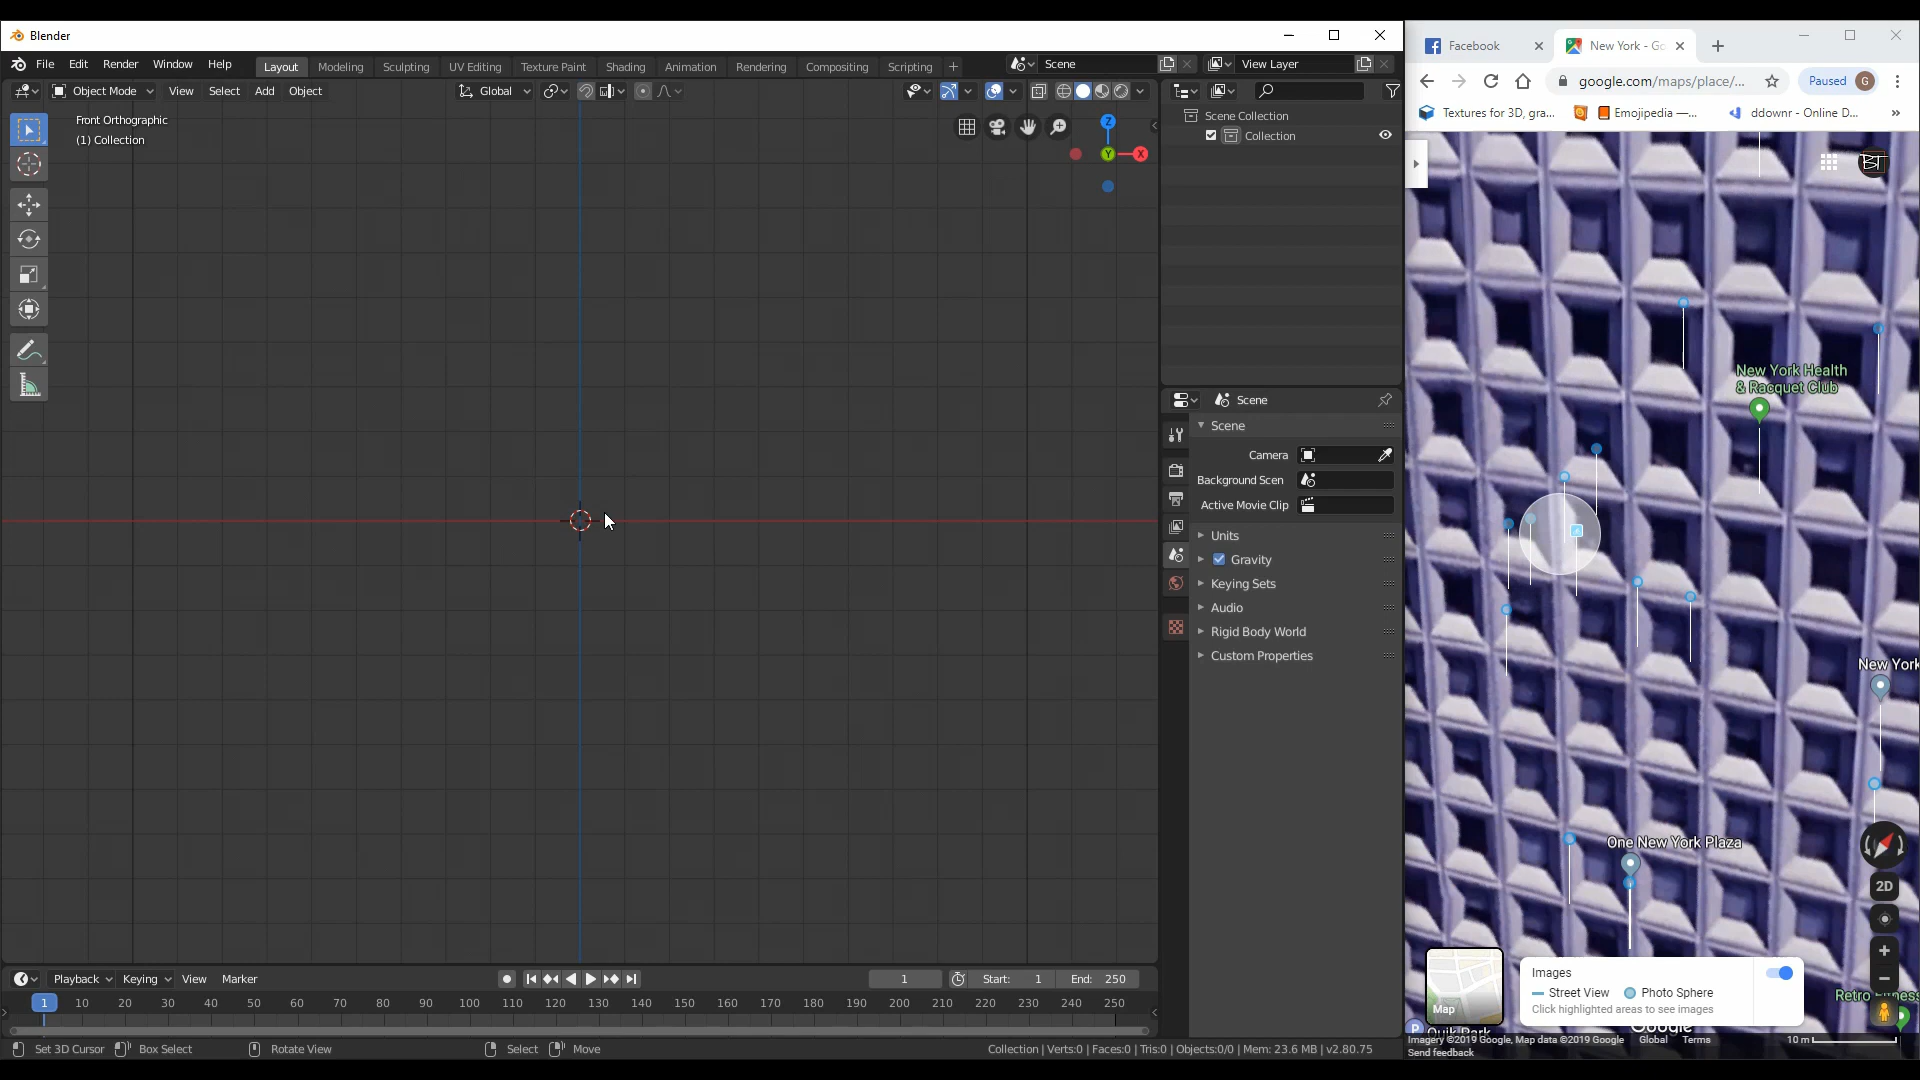 Blender
File Edit Render Window Help Layout Modeling Sculpting UV Editing Texture Paint Shading Animation Rendering Compositing Scripting + Scene View Layer
Object Mode View Select Add Object Global
Front Orthographic
(1) Collection
Z
Y
X
Scene Collection
Collection
Scene
Scene
Camera
Background Scen
Active Movie Clip
Units
Gravity
Keying Sets
Audio
Rigid Body World
Custom Properties
Playback Keying View Marker 1 Start: 1 End: 250
1 10 20 30 40 50 60 70 80 90 100 110 120 130 140 150 160 170 180 190 200 210 220 230 240 250
Set 3D Cursor Box Select Rotate View Select Move Collection | Verts:0 | Faces:0 | Tris:0 | Objects:0/0 | Mem: 23.6 MB | v2.80.75
Facebook New York - Go
google.com/maps/place/... Paused G
Textures for 3D, gra... Emojipedia —... ddownr - Online D... »
BT
New York Health
& Racquet Club
New York
One New York Plaza
2D
Images
Street View Photo Sphere
Click highlighted areas to see images
Map
Retro Fitness
P Quik Park
Google
Imagery ©2019 Google, Map data ©2019 Google Global Terms 10 m
Send feedback